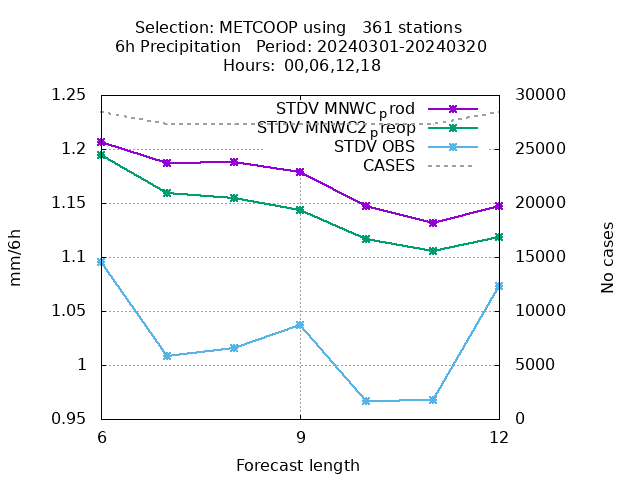 Selection: METCOOP using   361 stations
6h Precipitation   Period: 20240301-20240320
Hours: 00,06,12,18
1.25 30000
STDV MNWCprod
STDV MNWC2preop
1.2 25000
STDV OBS
CASES
1.15 20000
mm/6h
1.1 15000
No cases
1.05 10000
1 5000
0.95 0
6 9 12
Forecast length